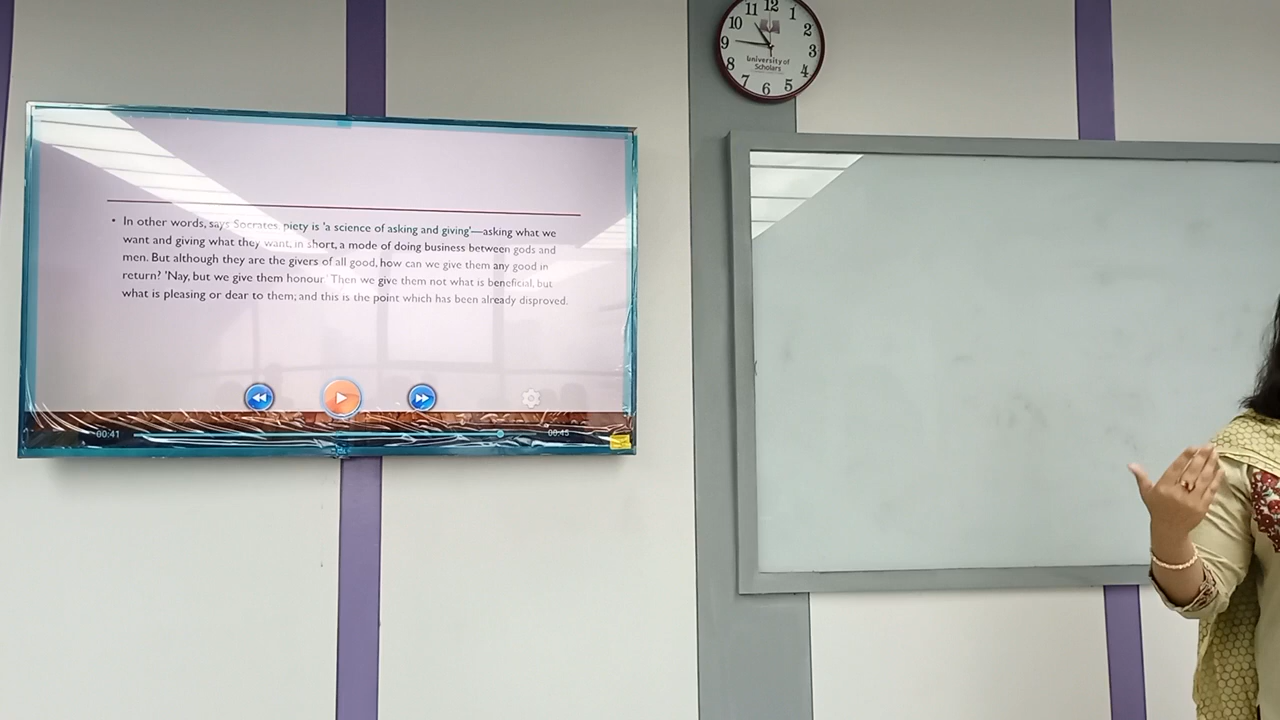 11 12 1
10 2
9 3
8 4
7 6 5
University of
Scholars
• In other words, says Socrates, piety is 'a science of asking and giving'—asking what we
want and giving what they want, in short, a mode of doing business between gods and
men. But although they are the givers of all good, how can we give them any good in
return? 'Nay, but we give them honour.' Then we give them not what is beneficial, but
what is pleasing or dear to them; and this is the point which has been already disproved.
00:41
00:45